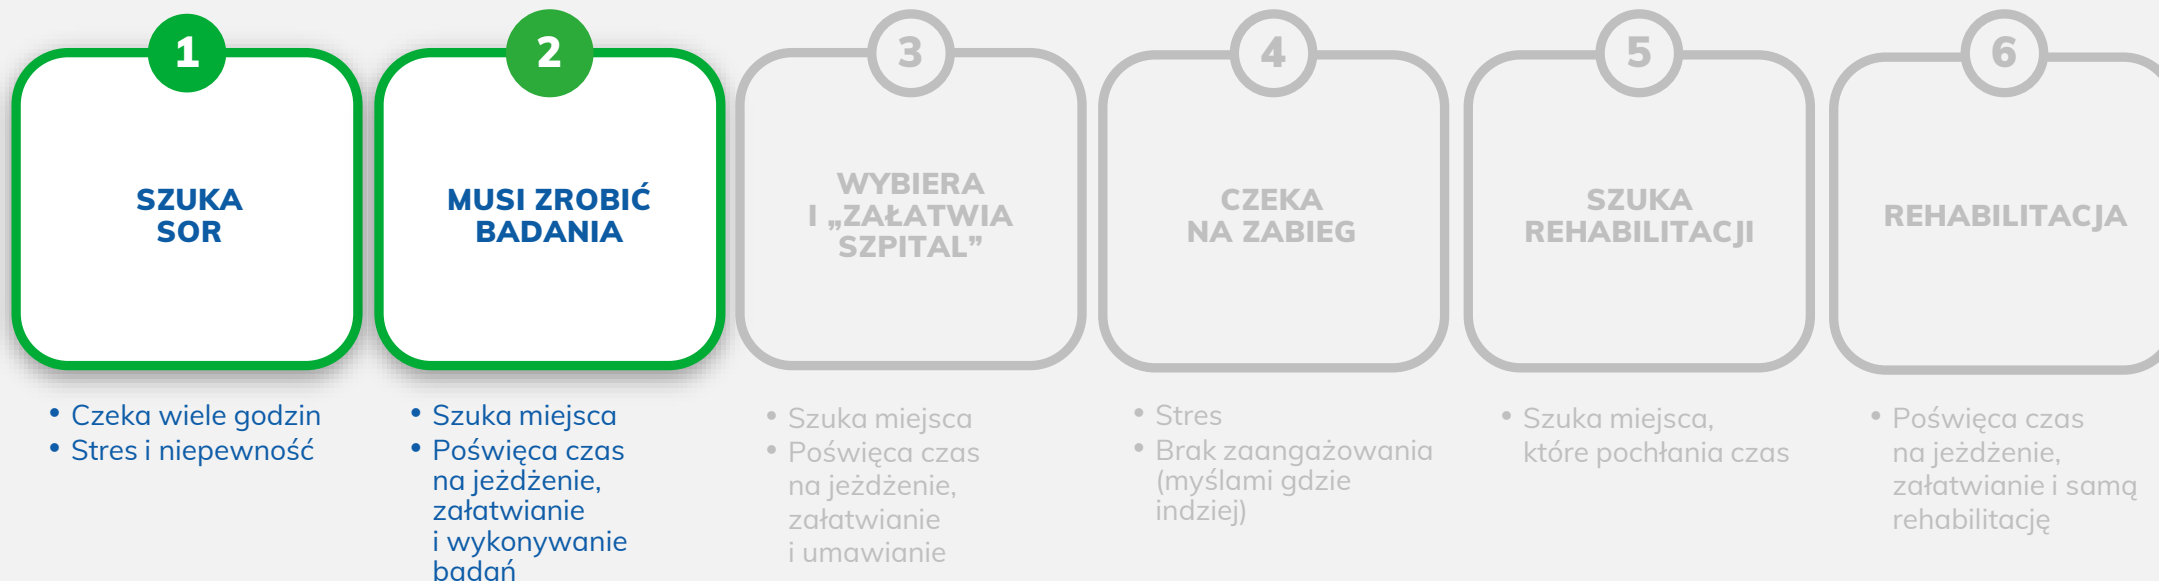 1
SZUKA
SOR
• Czeka wiele godzin
• Stres i niepewność
2
MUSI ZROBIĆ
BADANIA
• Szuka miejsca
• Poświęca czas
na jeżdżenie,
załatwianie
i wykonywanie
badań
3
WYBIERA
I „ZAŁATWIA
SZPITAL”
• Szuka miejsca
• Poświęca czas
na jeżdżenie,
załatwianie
i umawianie
4
CZEKA
NA ZABIEG
• Stres
• Brak zaangażowania
(myślami gdzie
indziej)
5
SZUKA
REHABILITACJI
• Szuka miejsca,
które pochłania czas
6
REHABILITACJA
• Poświęca czas
na jeżdżenie,
załatwianie i samą
rehabilitację